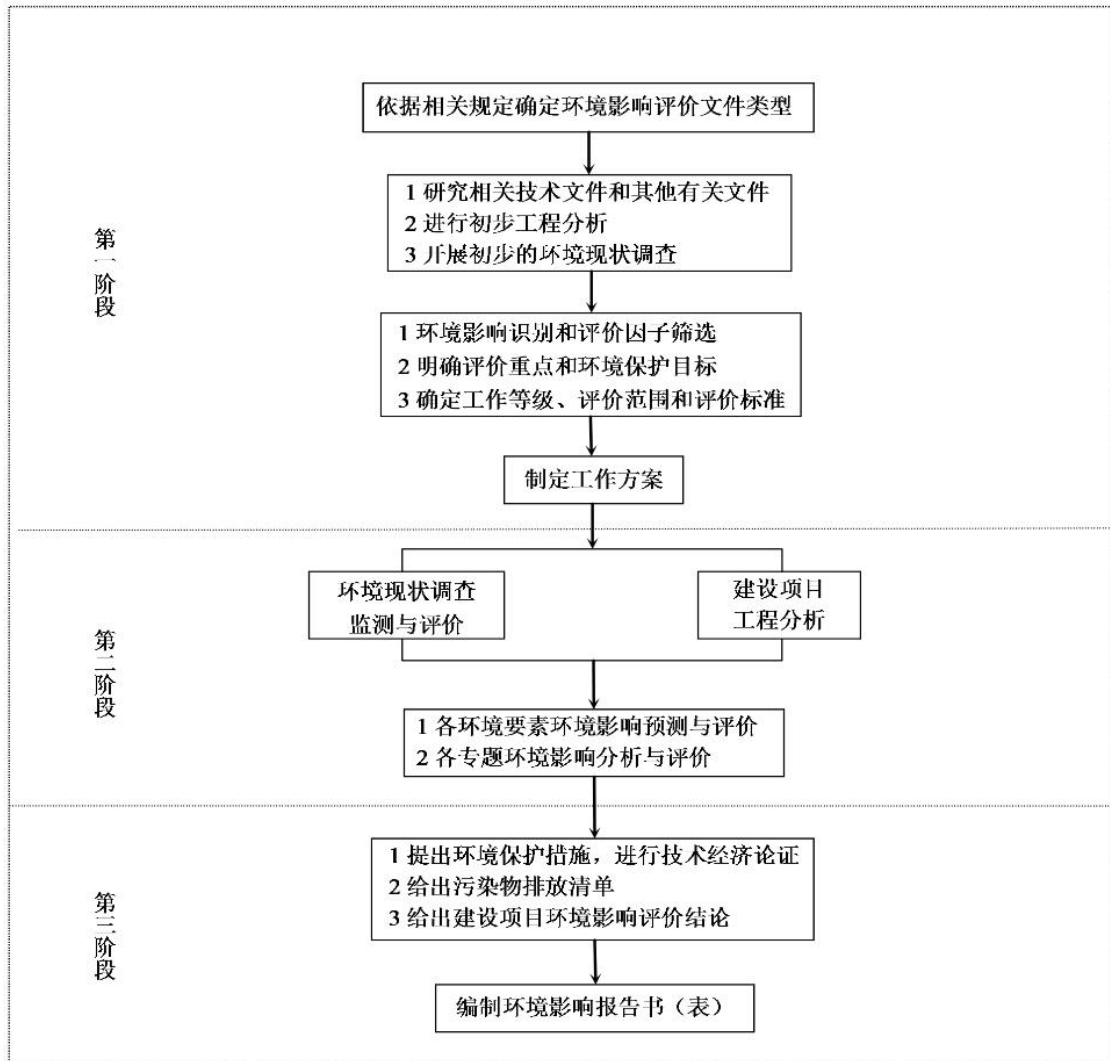 第一阶段
依据相关规定确定环境影响评价文件类型
1 研究相关技术文件和其他有关文件
2 进行初步工程分析
3 开展初步的环境现状调查
1 环境影响识别和评价因子筛选
2 明确评价重点和环境保护目标
3 确定工作等级、评价范围和评价标准
制定工作方案
第二阶段
环境现状调查
监测与评价
建设项目
工程分析
1 各环境要素环境影响预测与评价
2 各专题环境影响分析与评价
第三阶段
1 提出环境保护措施，进行技术经济论证
2 给出污染物排放清单
3 给出建设项目环境影响评价结论
编制环境影响报告书（表）